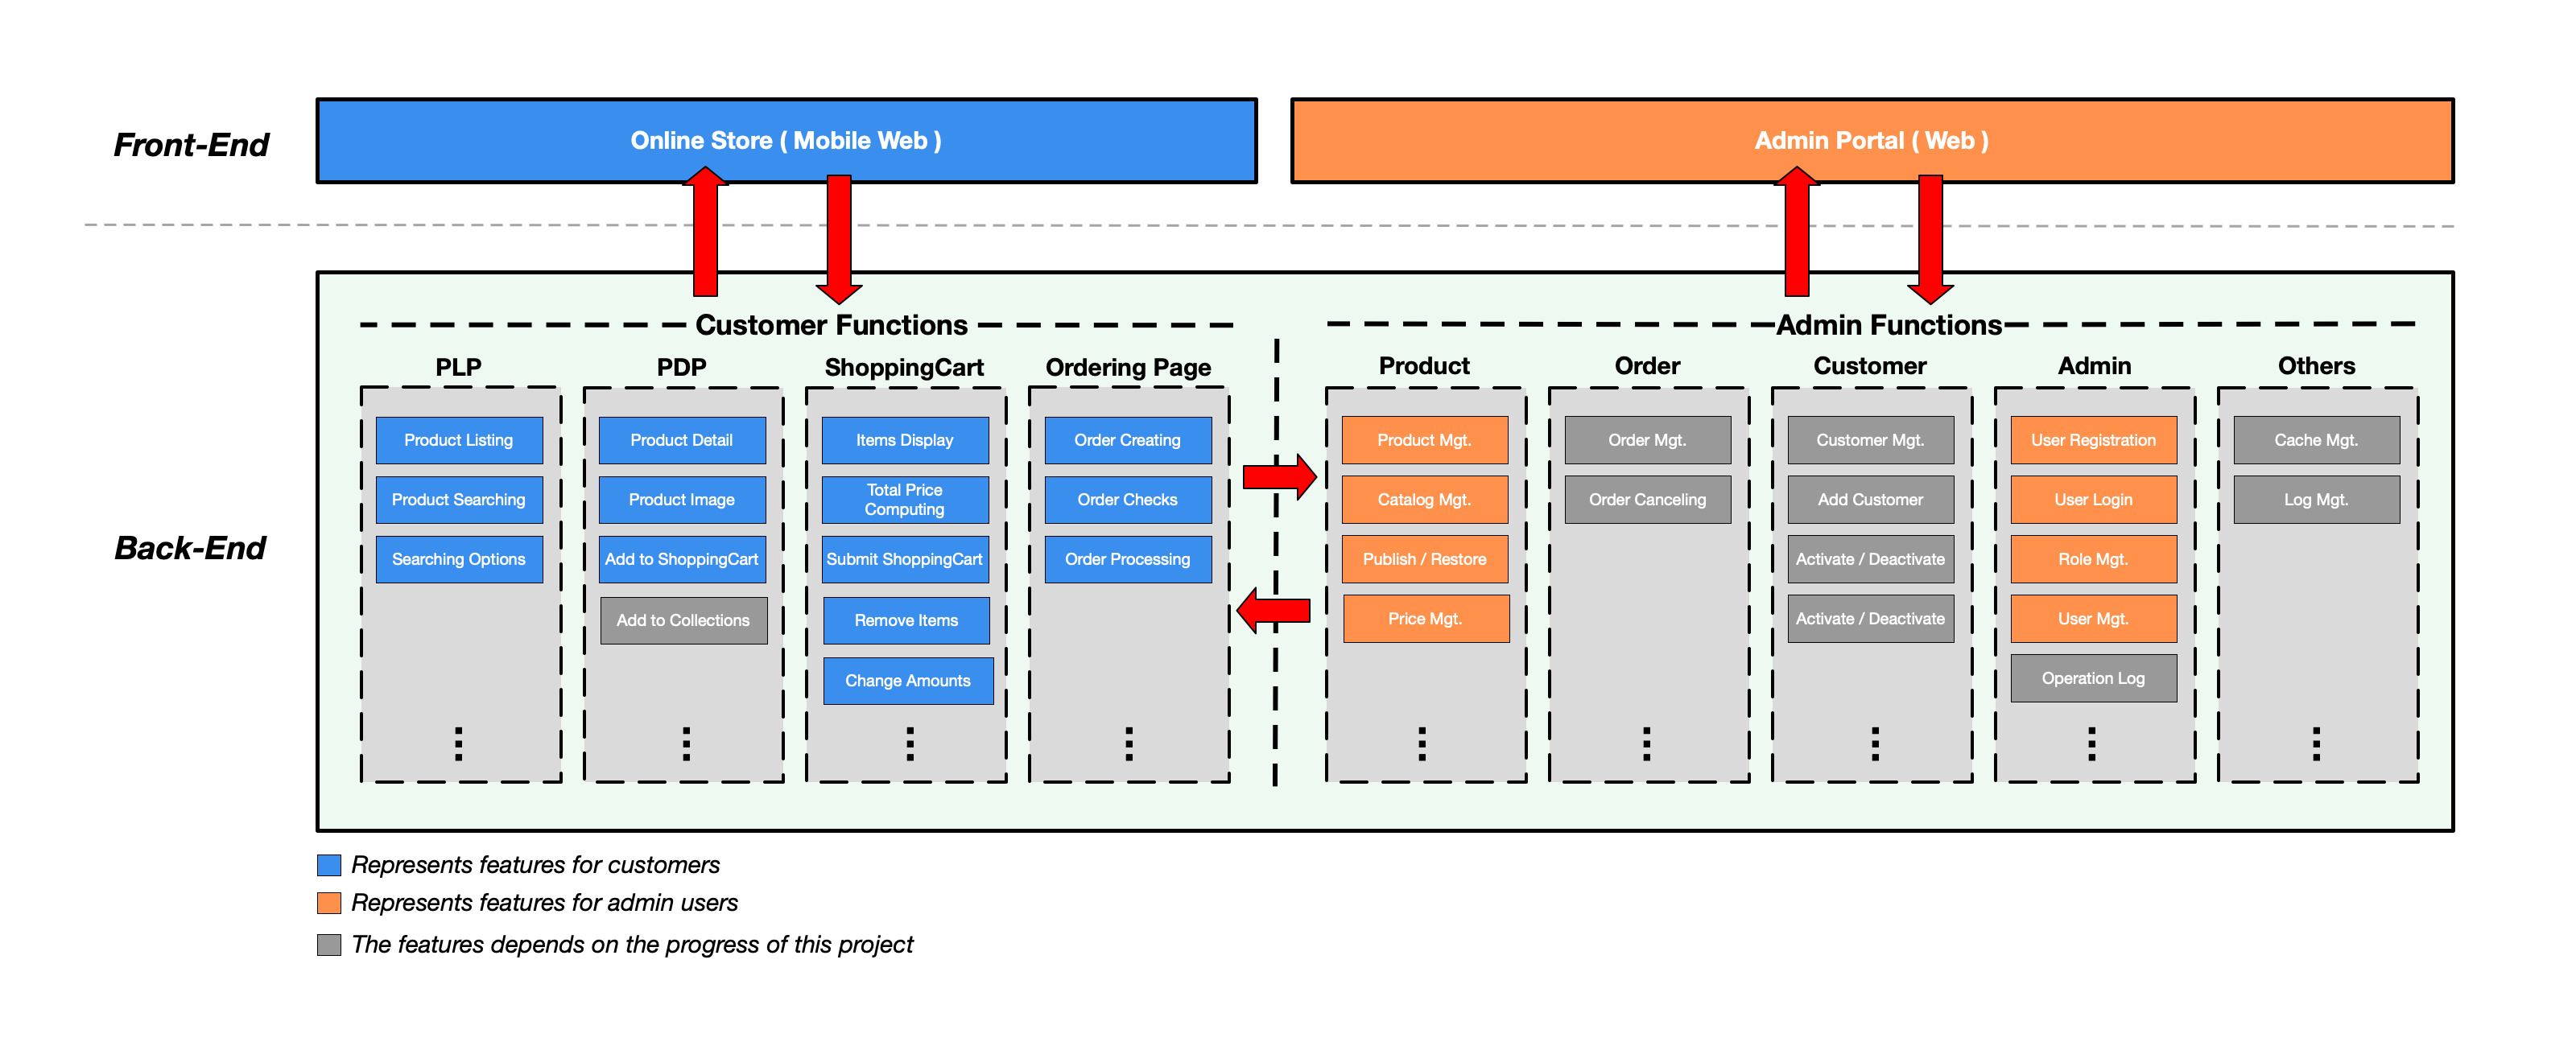 Front-End
Online Store ( Mobile Web )
Admin Portal ( Web )
Back-End
Customer Functions
PLP
Product Listing
Product Searching
Searching Options
PDP
Product Detail
Product Image
Add to ShoppingCart
Add to Collections
ShoppingCart
Items Display
Total Price
Computing
Submit ShoppingCart
Remove Items
Change Amounts
Ordering Page
Order Creating
Order Checks
Order Processing
Admin Functions
Product
Product Mgt.
Catalog Mgt.
Publish / Restore
Price Mgt.
Order
Order Mgt.
Order Canceling
Customer
Customer Mgt.
Add Customer
Activate / Deactivate
Activate / Deactivate
Admin
User Registration
User Login
Role Mgt.
User Mgt.
Operation Log
Others
Cache Mgt.
Log Mgt.
Represents features for customers
Represents features for admin users
The features depends on the progress of this project